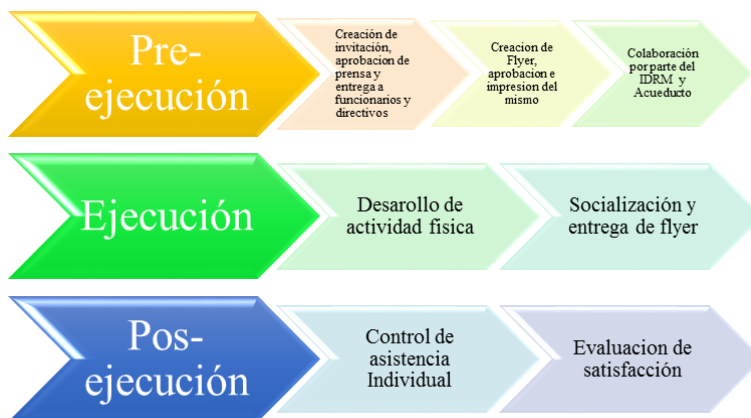 Pre-
ejecución
Creación de
invitación,
aprobacion de
prensa y
entrega a
funcionarios y
directivos
Creacion de
Flyer,
aprobacion e
impresion del
mismo
Colaboración
por parte del
IDRM y
Acueducto
Ejecución
Desarollo de
actividad fisica
Socialización y
entrega de flyer
Pos-
ejecución
Control de
asistencia
Individual
Evaluacion de
satisfacción